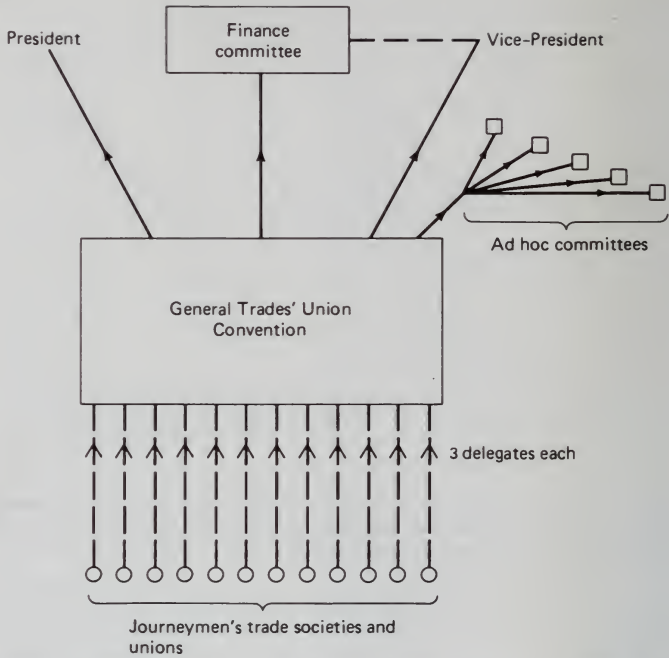 President
Finance
committee
Vice-President
Ad hoc committees
General Trades' Union
Convention
3 delegates each
Journeymen's trade societies and
unions